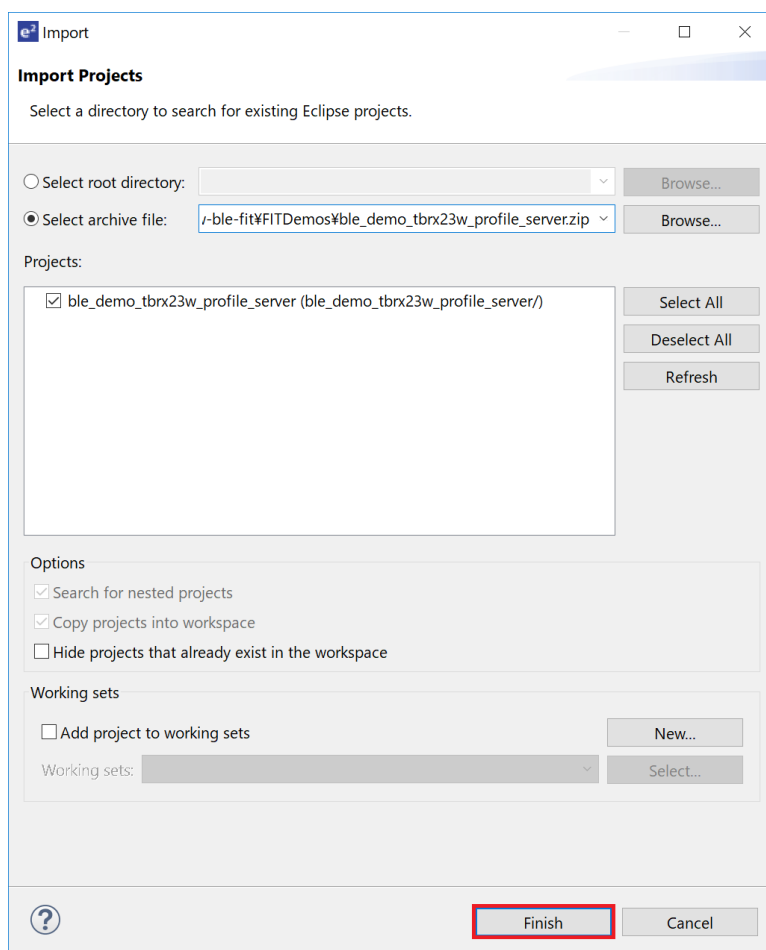 e² Import
Import Projects
Select a directory to search for existing Eclipse projects.
Select root directory:
Browse...
Select archive file:
-ble-fit¥FITDemos¥ble_demo_tbrx23w_profile_server.zip
Browse...
Projects:
ble_demo_tbrx23w_profile_server (ble_demo_tbrx23w_profile_server/)
Select All
Deselect All
Refresh
Options
Search for nested projects
Copy projects into workspace
Hide projects that already exist in the workspace
Working sets
Add project to working sets
New...
Working sets:
Select...
?
Finish
Cancel